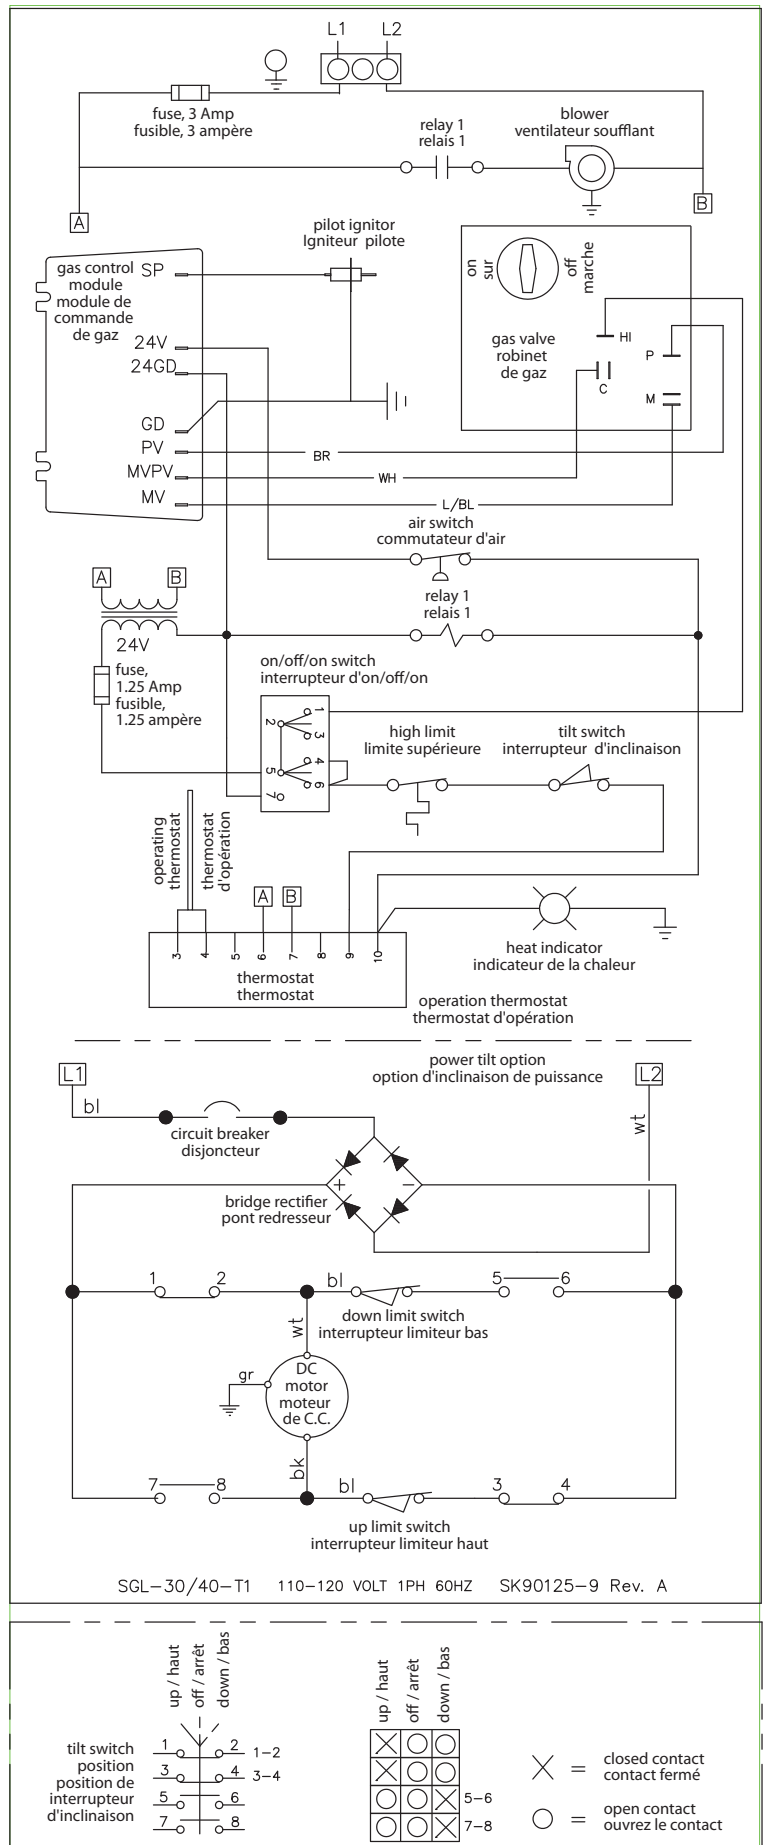 L1 L2
fuse, 3 Amp
fusible, 3 ampère
relay 1
relais 1
blower
ventilateur soufflant
A
B
pilot ignitor
Igniteur pilote
gas control
module
module de
commande
de gaz
SP
24V
24GD
GD
PV
MVPV
MV
on
sur
off
marche
gas valve
robinet
de gaz
HI
P
C
M
BR
WH
L/BL
air switch
commutateur d'air
A B
relay 1
relais 1
24V
fuse,
1.25 Amp
fusible,
1.25 ampère
on/off/on switch
interrupteur d'on/off/on
1
2
3
4
5
6
7
high limit
limite supérieure
tilt switch
interrupteur d'inclinaison
operating
thermostat
thermostat
d'opération
A B
3 4 5 6 7 8 9 10
thermostat
thermostat
heat indicator
indicateur de la chaleur
operation thermostat
thermostat d'opération
power tilt option
option d'inclinaison de puissance
L1
L2
bl
wt
circuit breaker
disjoncteur
+ −
bridge rectifier
pont redresseur
1 2 bl 5 6
down limit switch
interrupteur limiteur bas
wt
gr
DC
motor
moteur
de C.C.
bk
7 8 bl 3 4
up limit switch
interrupteur limiteur haut
SGL-30/40-T1 110-120 VOLT 1PH 60HZ SK90125-9 Rev. A
up / haut
off / arrêt
down / bas
tilt switch
position
position de
interrupteur
d'inclinaison
1 2 1-2
3 4 3-4
5 6
7 8
up / haut
off / arrêt
down / bas
5-6
7-8
= closed contact
contact fermé
= open contact
ouvrez le contact